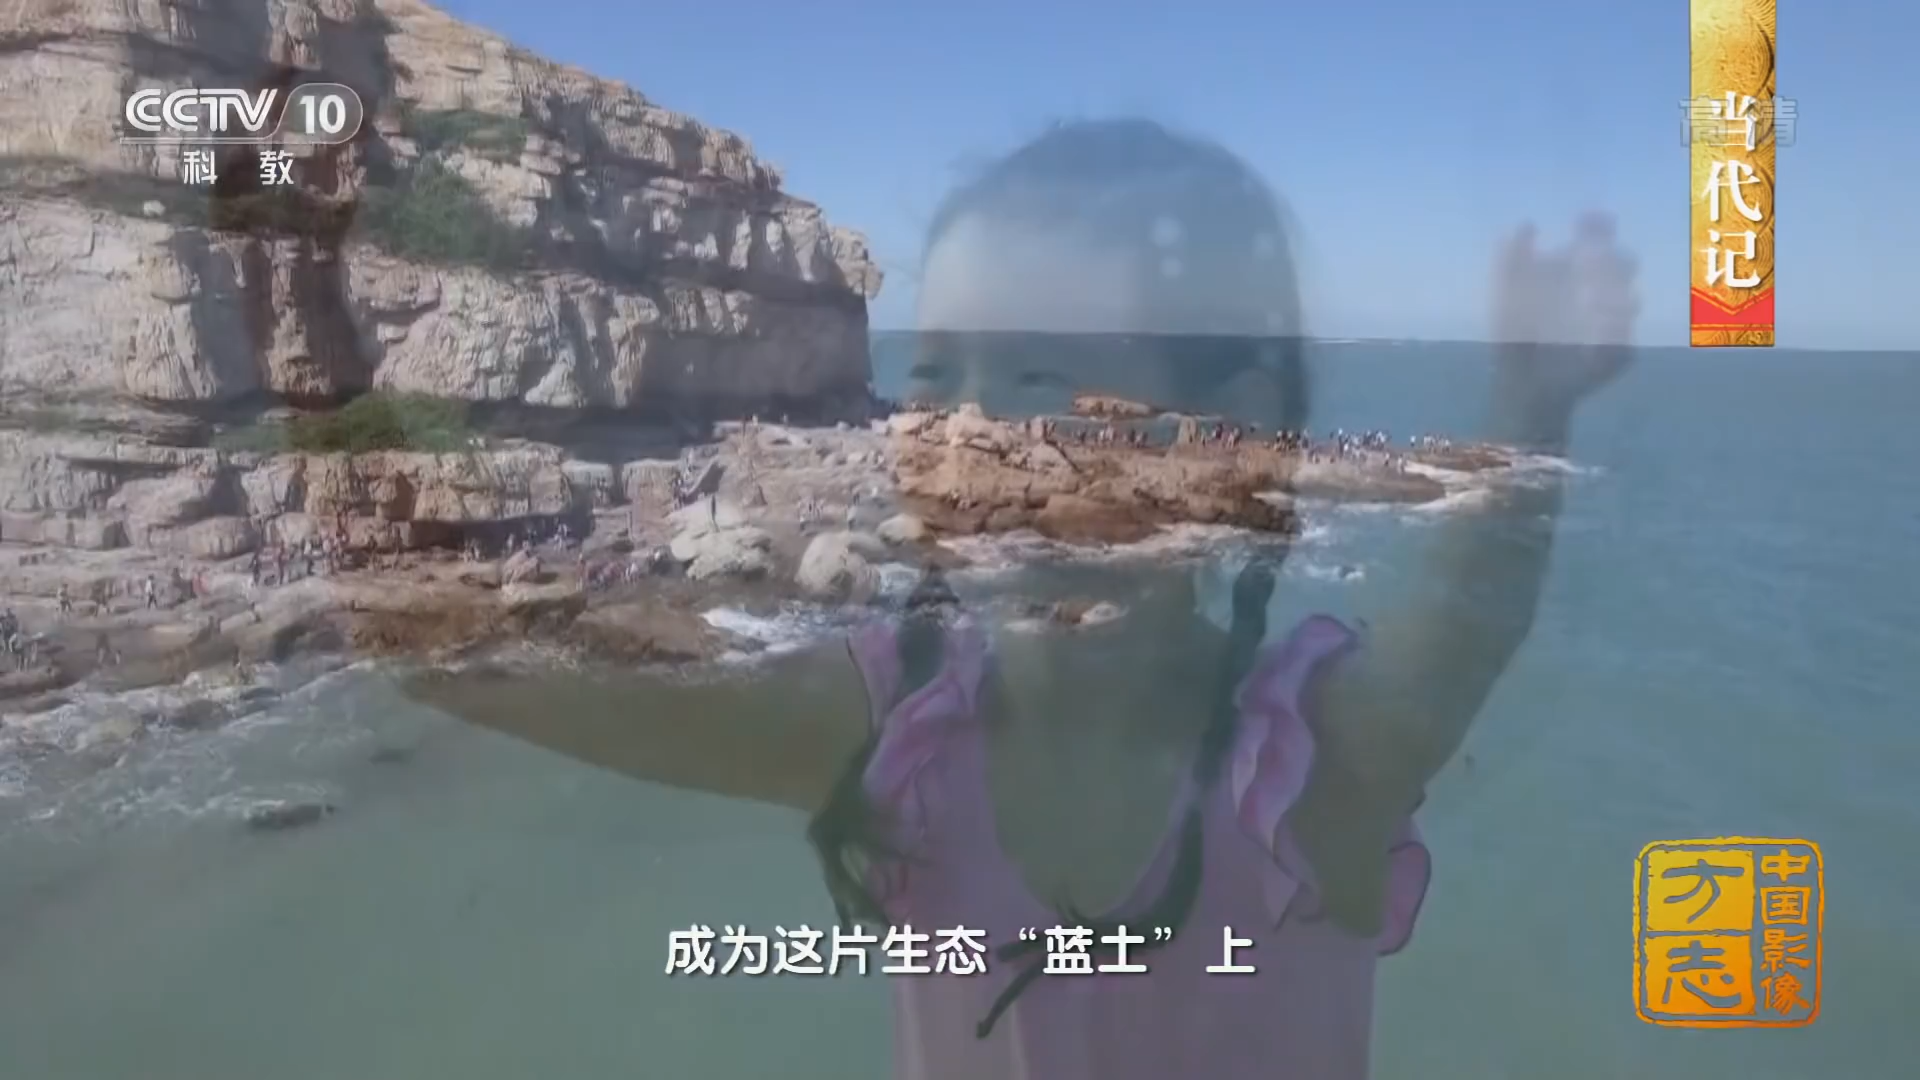 CCTV 10
科 教
高清
当代记
中国影像
方志
成为这片生态“蓝土”上